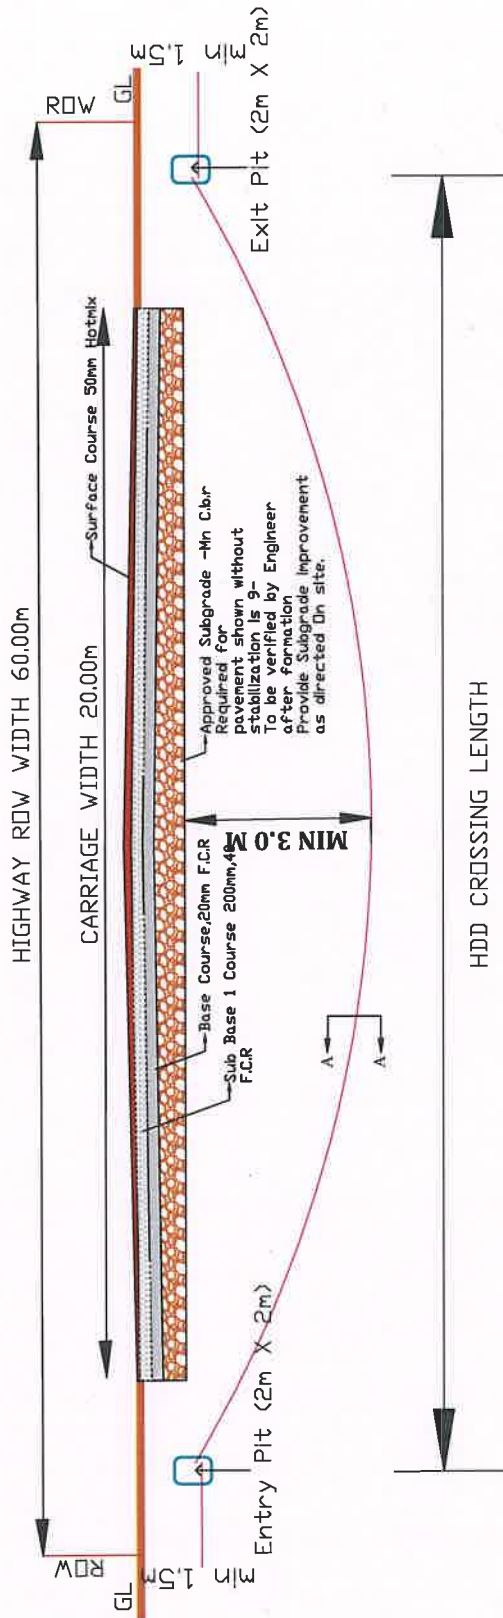 HIGHWAY ROW WIDTH 60.00m
ROW
ROW
CARRIAGE WIDTH 20.00m
Surface Course 50mm Hotmix
GL
GL
min 1,5m
min 1,5m
Base Course,20mm F.C.R
Sub Base 1 Course 200mm,40
F.C.R
Approved Subgrade -Mn C.b.r
Required for
pavement shown without
stabilization is 9-
To be verified by Engineer
after formation
Provide Subgrade Improvement
as directed On site.
MIN 3.0 M
Entry Pit (2m X 2m)
Exit Pit (2m X 2m)
A
A
HDD CROSSING LENGTH